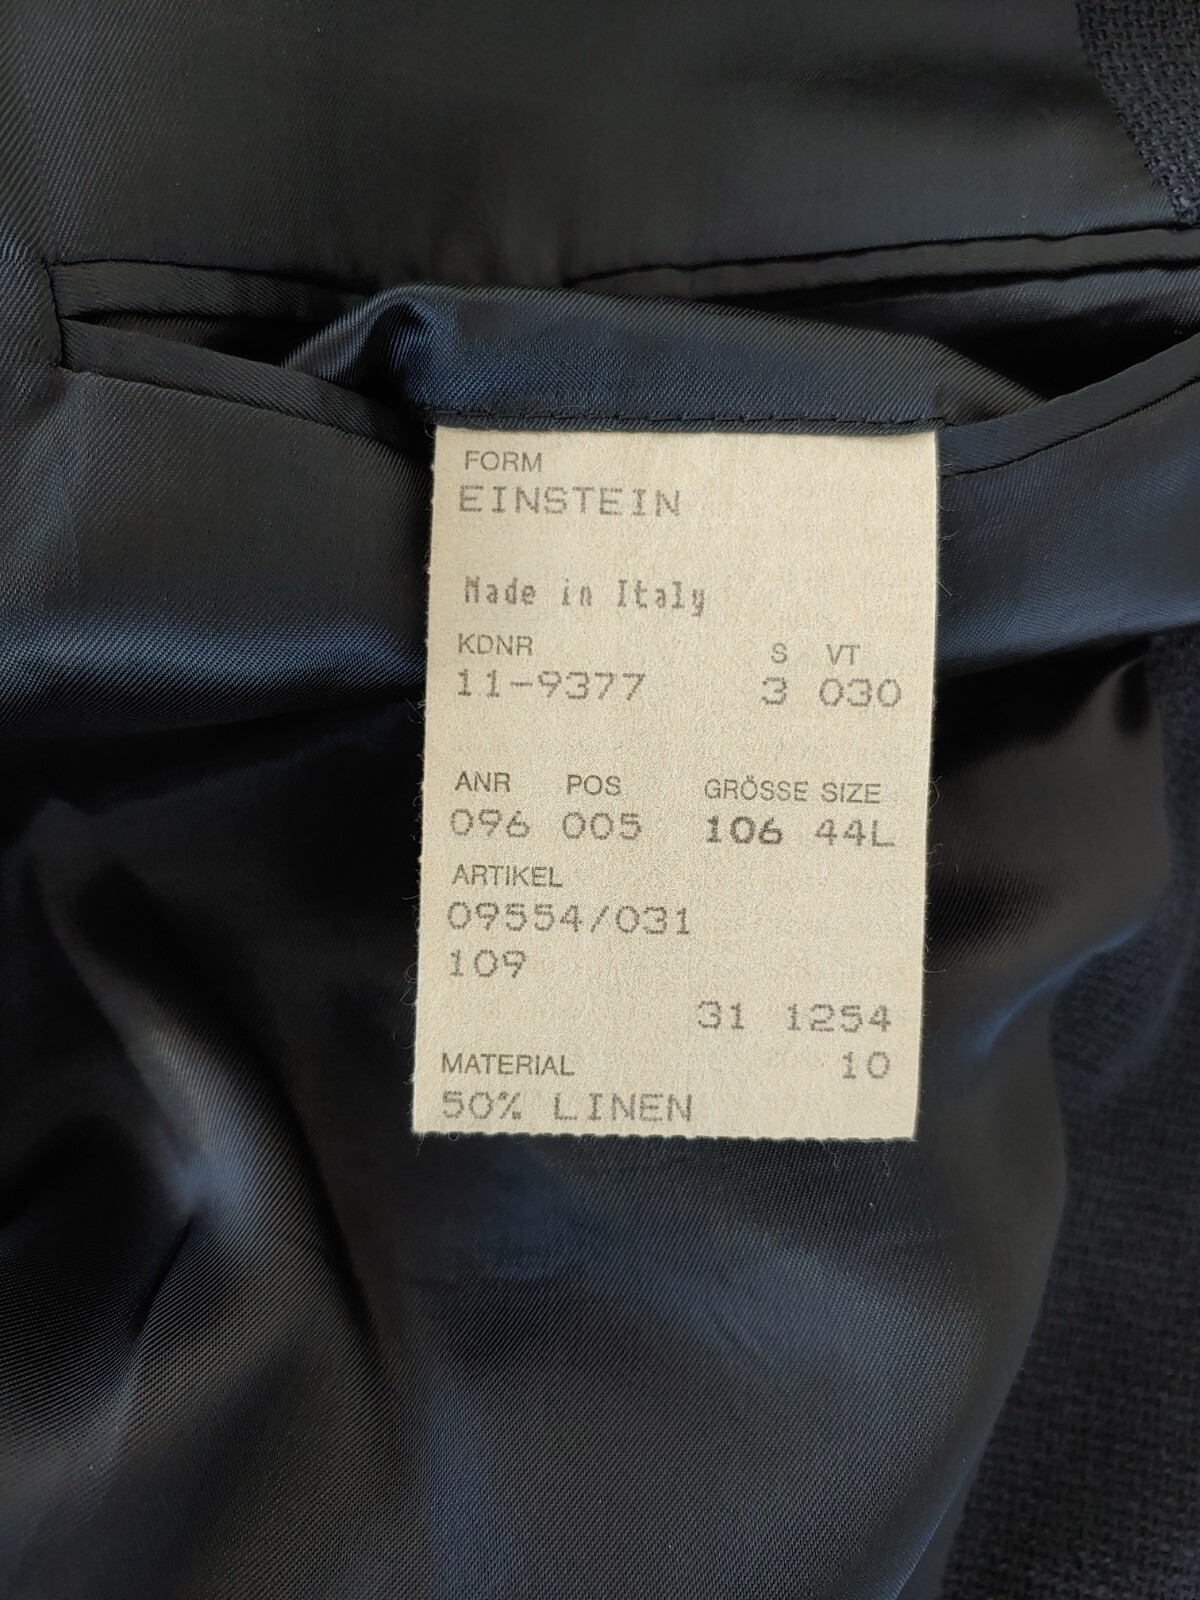 FORM
EINSTEIN
Made in Italy
KDNR S VT
11-9377 3 030
ANR POS GRÖSSE SIZE
096 005 106 44L
ARTIKEL
09554/031
109
31 1254
MATERIAL 10
50% LINEN